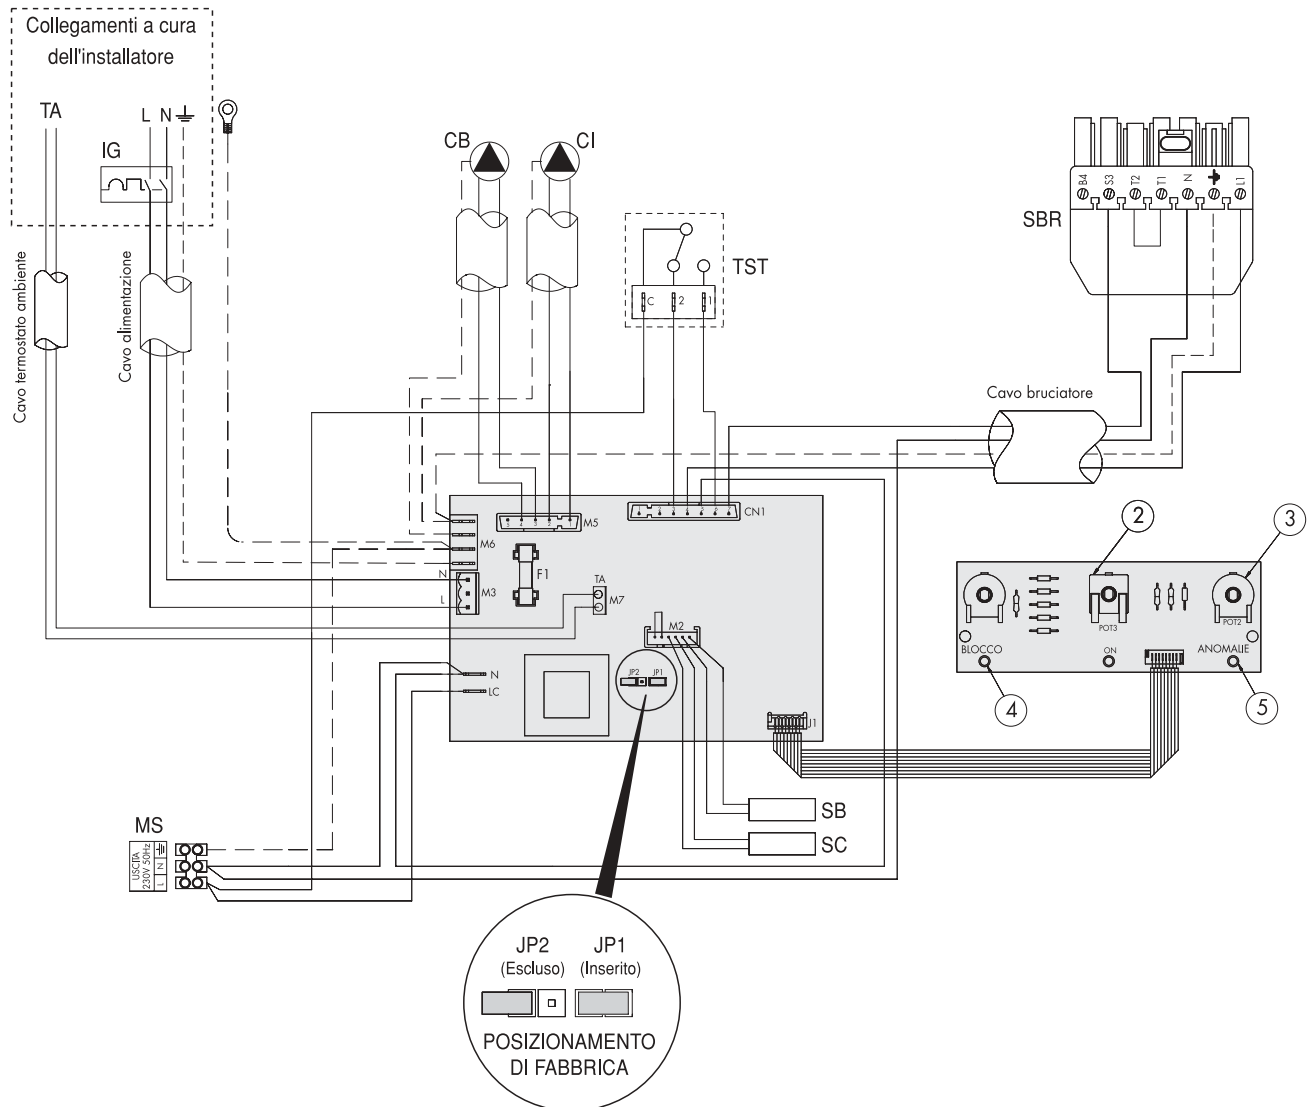 Collegamenti a cura
dell'installatore
TA
L N
IG
CB
CI
TST
C 2 1
SBR
B4 S3 T2 T1 N L1
Cavo termostato ambiente
Cavo alimentazione
Cavo bruciatore
M5
CN1
M6
F1
N
M3
L
TA
M7
M2
N
LC
JP2 JP1
J1
2
3
POT3
POT2
BLOCCO
ON
ANOMALIE
4
5
SB
SC
MS
USCITA
230V 50Hz
L N
JP2 JP1
(Escluso) (Inserito)
POSIZIONAMENTO
DI FABBRICA